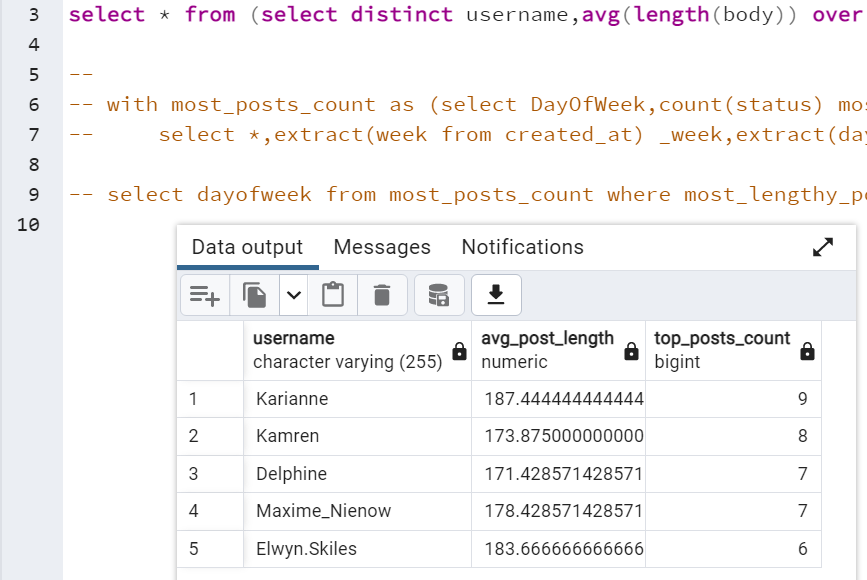 3 select * from (select distinct username,avg(length(body)) over
4
5 --
6 -- with most_posts_count as (select DayOfWeek,count(status) mos
7 --     select *,extract(week from created_at) _week,extract(day
8
9 -- select dayofweek from most_posts_count where most_lengthy_po
10
Data output Messages Notifications
username avg_post_length top_posts_count
character varying (255) numeric bigint
1 Karianne 187.444444444444 9
2 Kamren 173.875000000000 8
3 Delphine 171.428571428571 7
4 Maxime_Nienow 178.428571428571 7
5 Elwyn.Skiles 183.666666666666 6